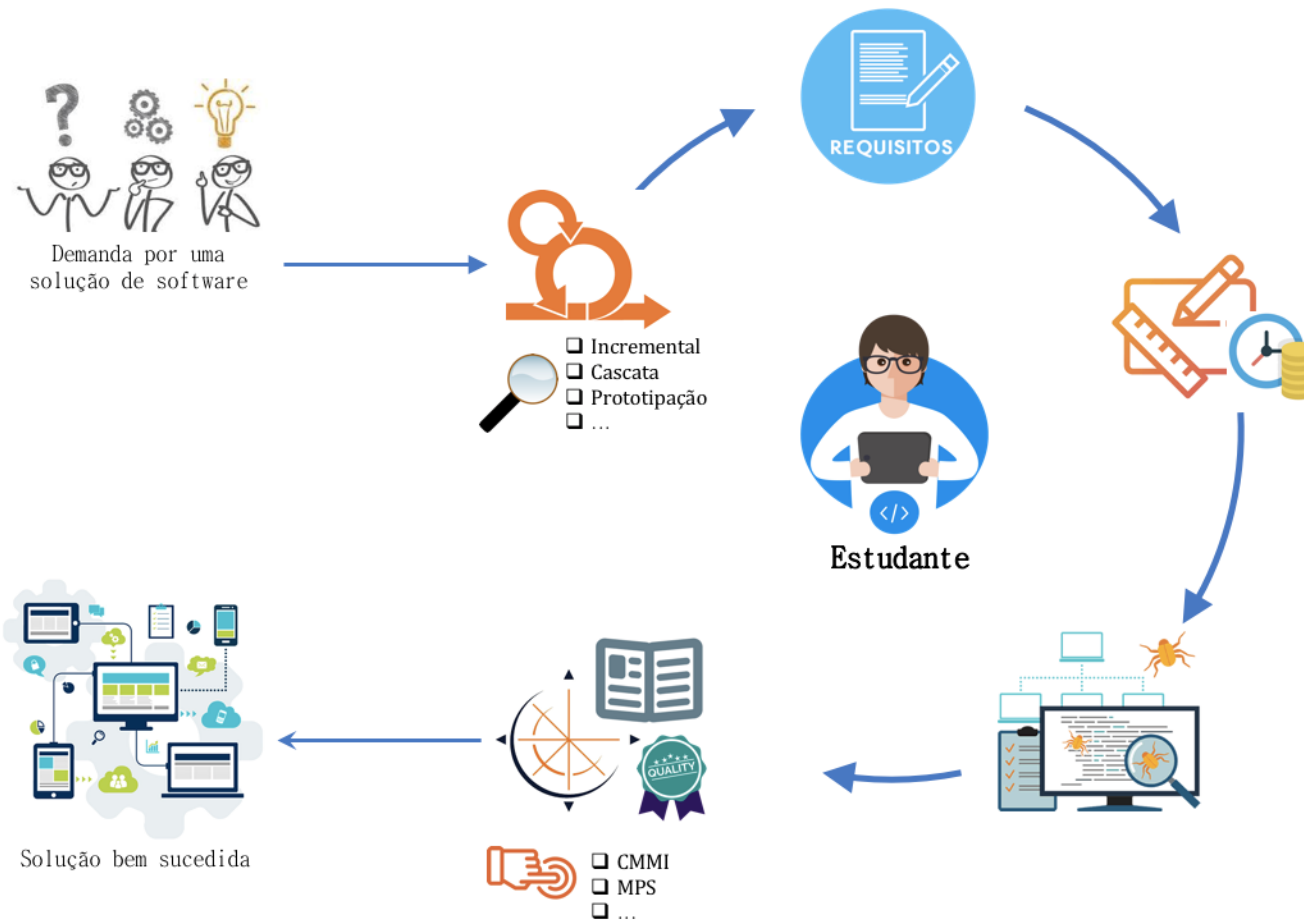 REQUISITOS
Demanda por uma
solução de software
❑ Incremental
❑ Cascata
❑ Prototipação
❑ ...
</>
Estudante
QUALITY
Solução bem sucedida
❑ CMMI
❑ MPS
❑ ...